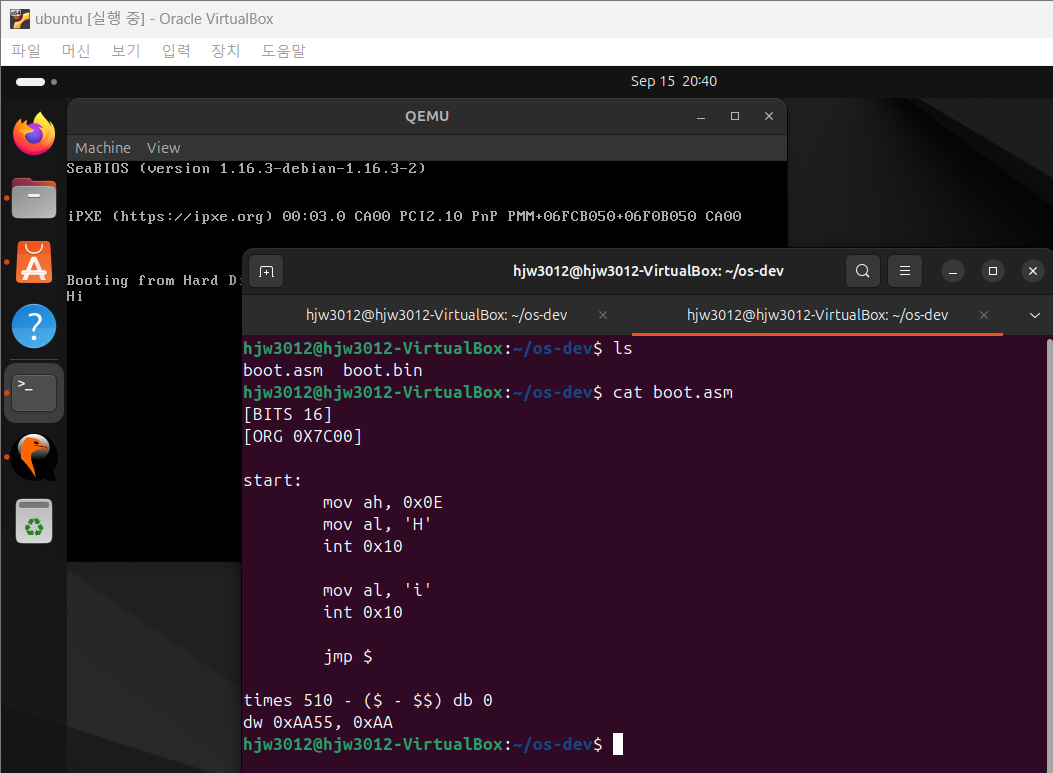 ubuntu [실행 중] - Oracle VirtualBox
파일 머신 보기 입력 장치 도움말
Sep 15 20:40
QEMU
Machine View
SeaBIOS (version 1.16.3-debian-1.16.3-2)
iPXE (https://ipxe.org) 00:03.0 CA00 PCI2.10 PnP PMM+06FCB050+06F0B050 CA00
Booting from Hard
Hi
hjw3012@hjw3012-VirtualBox: ~/os-dev
hjw3012@hjw3012-VirtualBox: ~/os-dev hjw3012@hjw3012-VirtualBox: ~/os-dev
hjw3012@hjw3012-VirtualBox:~/os-dev$ ls
boot.asm  boot.bin
hjw3012@hjw3012-VirtualBox:~/os-dev$ cat boot.asm
[BITS 16]
[ORG 0X7C00]
start:
mov ah, 0x0E
mov al, 'H'
int 0x10
mov al, 'i'
int 0x10
jmp $
times 510 - ($ - $$) db 0
dw 0xAA55, 0xAA
hjw3012@hjw3012-VirtualBox:~/os-dev$